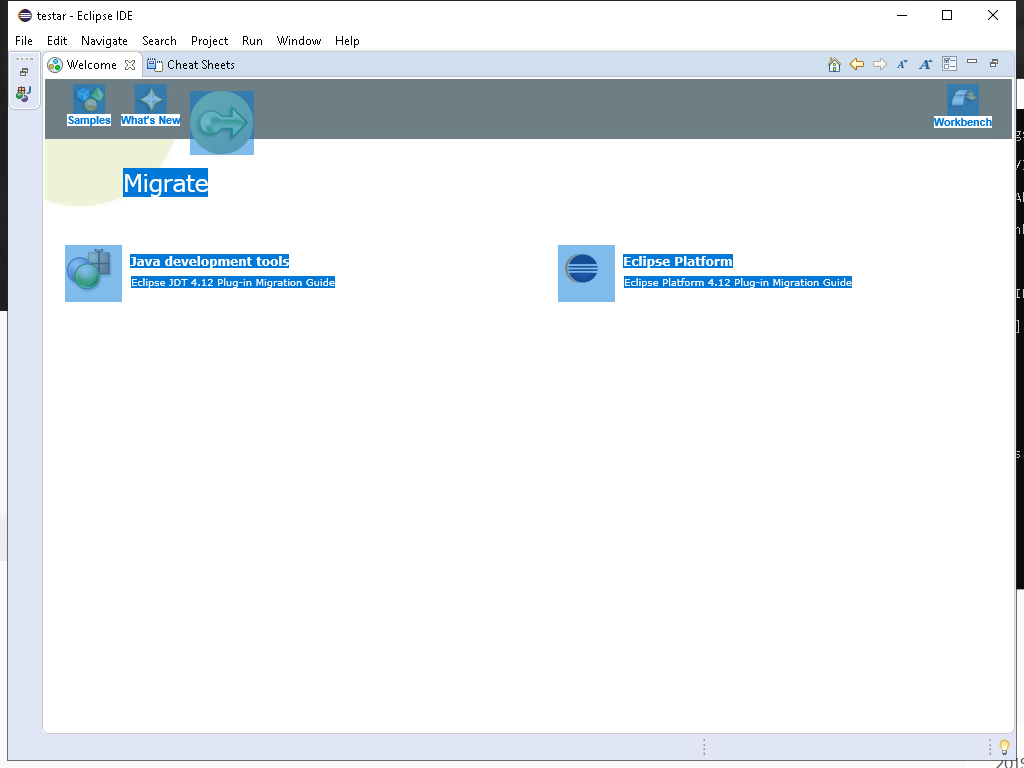 testar - Eclipse IDE
File Edit Navigate Search Project Run Window Help
Welcome Cheat Sheets
Samples What's New Workbench
Migrate
Java development tools Eclipse Platform
Eclipse JDT 4.12 Plug-in Migration Guide Eclipse Platform 4.12 Plug-in Migration Guide